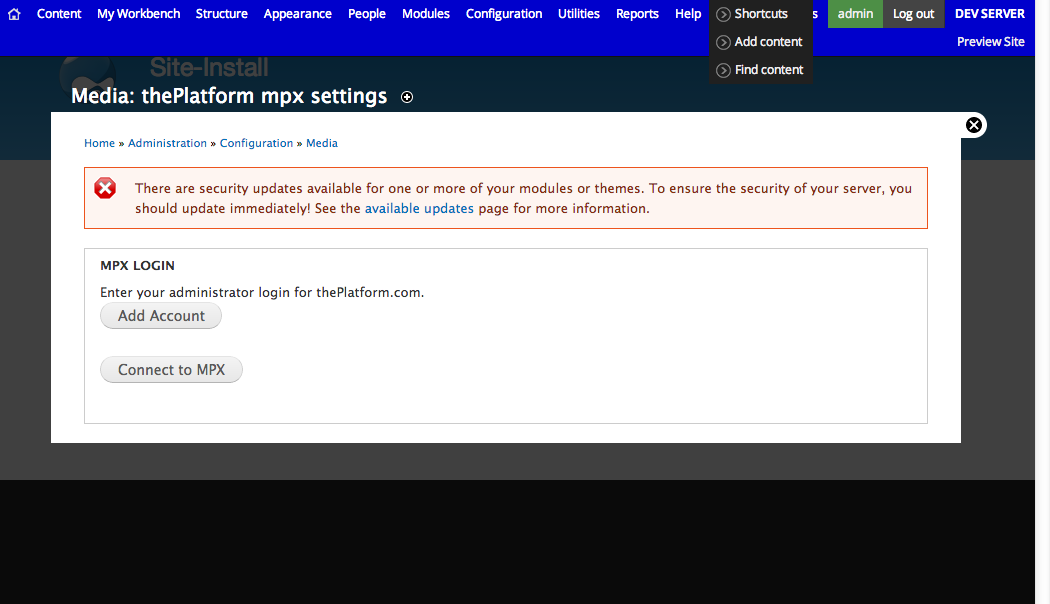 Content My Workbench Structure Appearance People Modules Configuration Utilities Reports Help Shortcuts s admin Log out DEV SERVER
Add content Preview Site
Find content
Site-Install
Media: thePlatform mpx settings
Home » Administration » Configuration » Media
There are security updates available for one or more of your modules or themes. To ensure the security of your server, you
should update immediately! See the available updates page for more information.
MPX LOGIN
Enter your administrator login for thePlatform.com.
Add Account
Connect to MPX